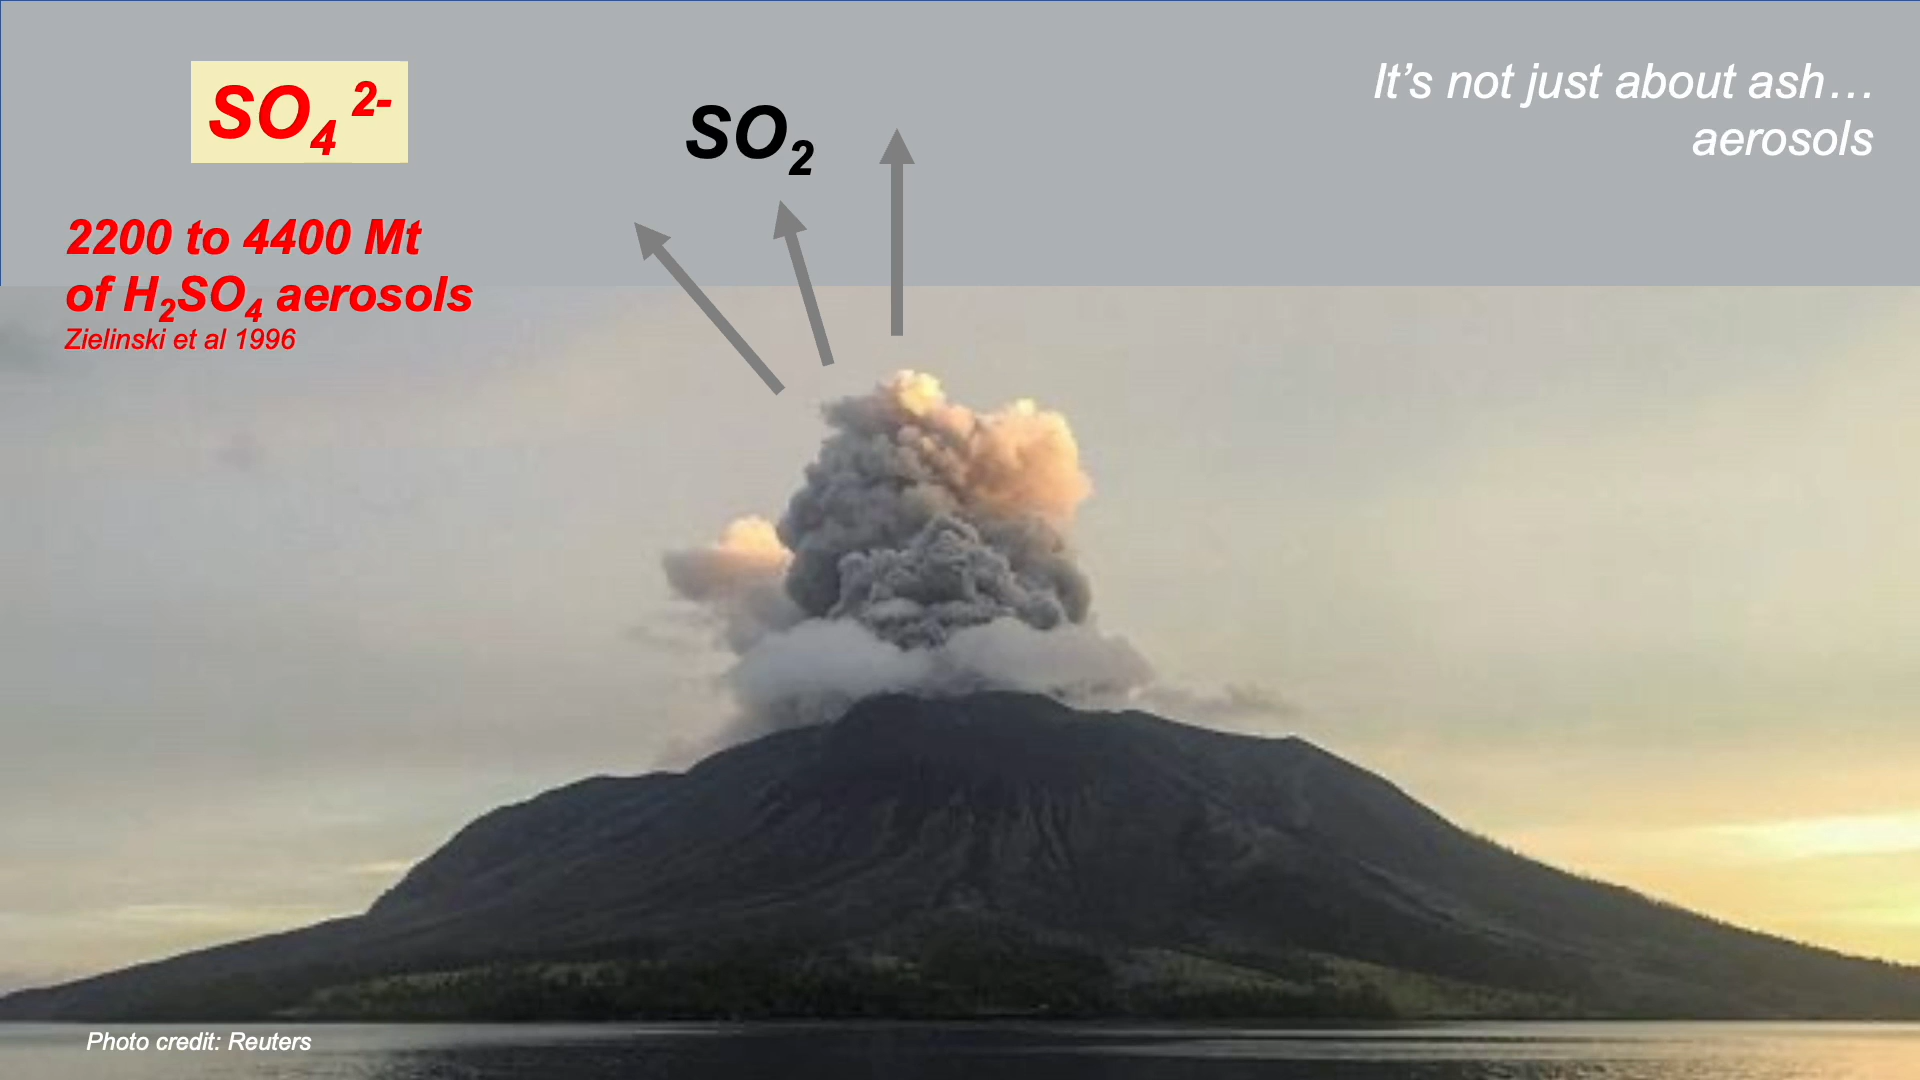 SO₄ ²⁻
SO₂
It's not just about ash…
aerosols
2200 to 4400 Mt
of H₂SO₄ aerosols
Zielinski et al 1996
Photo credit: Reuters